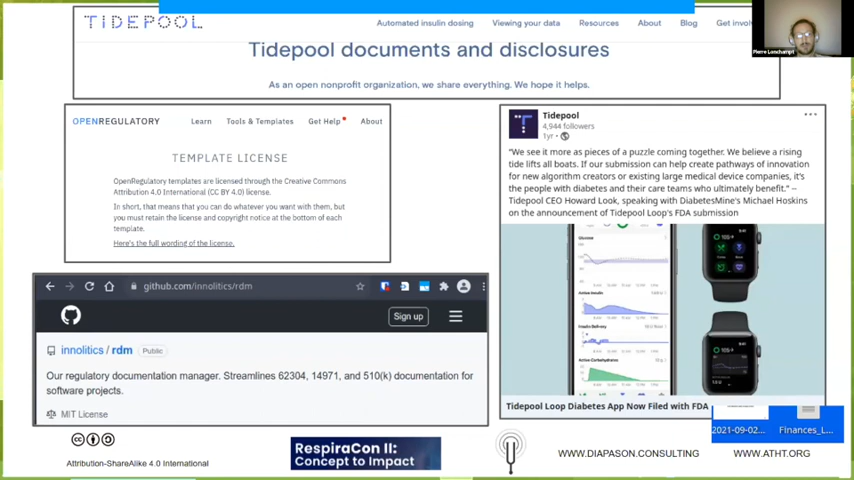 TIDEPOOL
Automated insulin dosing Viewing your data Resources About Blog Get invol
Tidepool documents and disclosures
As an open nonprofit organization, we share everything. We hope it helps.
Pierre Lonchampt
OPENREGULATORY Learn Tools & Templates Get Help About
TEMPLATE LICENSE
OpenRegulatory templates are licensed through the Creative Commons
Attribution 4.0 International (CC BY 4.0) license.
In short, that means that you can do whatever you want with them, but
you must retain the license and copyright notice at the bottom of each
template.
Here's the full wording of the license.
github.com/innolitics/rdm
Sign up
innolitics / rdm Public
Our regulatory documentation manager. Streamlines 62304, 14971, and 510(k) documentation for
software projects.
MIT License
Tidepool
4,944 followers
1yr •
"We see it more as pieces of a puzzle coming together. We believe a rising
tide lifts all boats. If our submission can help create pathways of innovation
for new algorithm creators or existing large medical device companies, it's
the people with diabetes and their care teams who ultimately benefit." --
Tidepool CEO Howard Look, speaking with DiabetesMine's Michael Hoskins
on the announcement of Tidepool Loop's FDA submission
Glucose
Active Insulin
Insulin Delivery
Active Carbohydrates
Tidepool Loop Diabetes App Now Filed with FDA
2021-09-02... Finances_L...
Attribution-ShareAlike 4.0 International
RespiraCon II:
Concept to Impact
WWW.DIAPASON.CONSULTING
WWW.ATHT.ORG